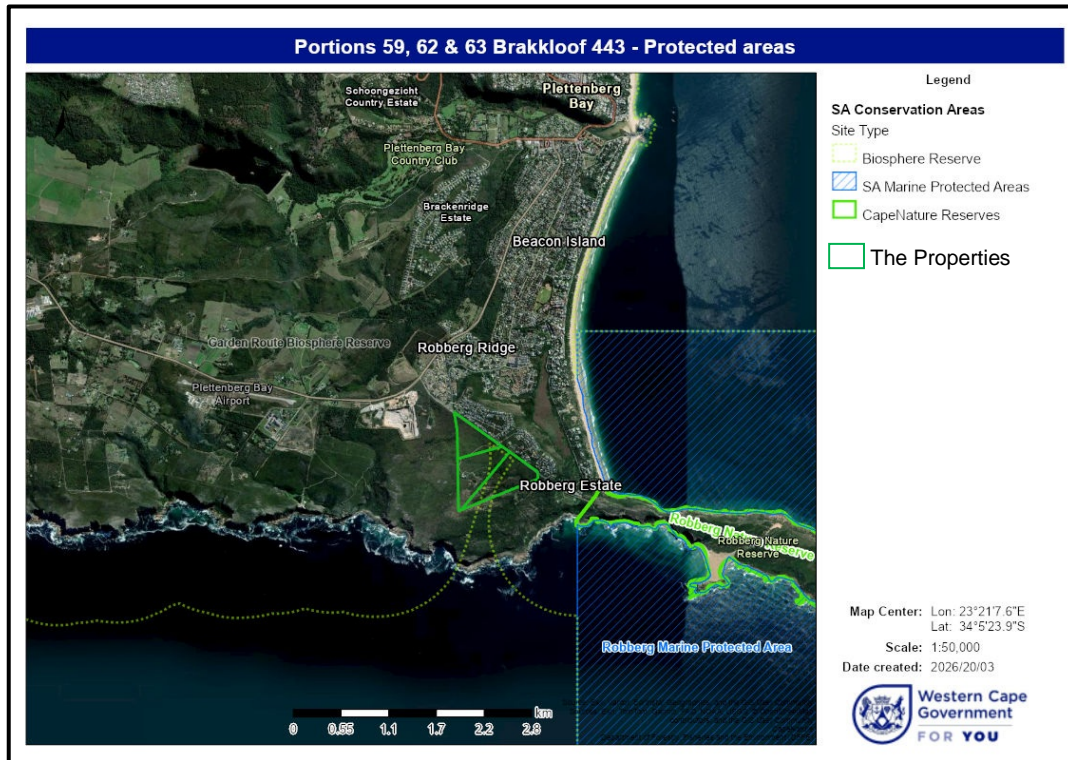 Portions 59, 62 & 63 Brakkloof 443 - Protected areas
Schoongezicht
Country Estate
Plettenberg
Bay
Plettenberg Bay
Country Club
Brackenridge
Estate
Beacon Island
Garden Route Biosphere Reserve
Robberg Ridge
Plettenberg Bay
Airport
Robberg Estate
Robberg Nature Reserve
Robberg Nature
Reserve
Robberg Marine Protected Area
km
0 0.55 1.1 1.7 2.2 2.8
Legend
SA Conservation Areas
Site Type
Biosphere Reserve
SA Marine Protected Areas
CapeNature Reserves
The Properties
Map Center: Lon: 23°21'7.6"E
Lat: 34°5'23.9"S
Scale: 1:50,000
Date created: 2026/20/03
Western Cape
Government
FOR YOU